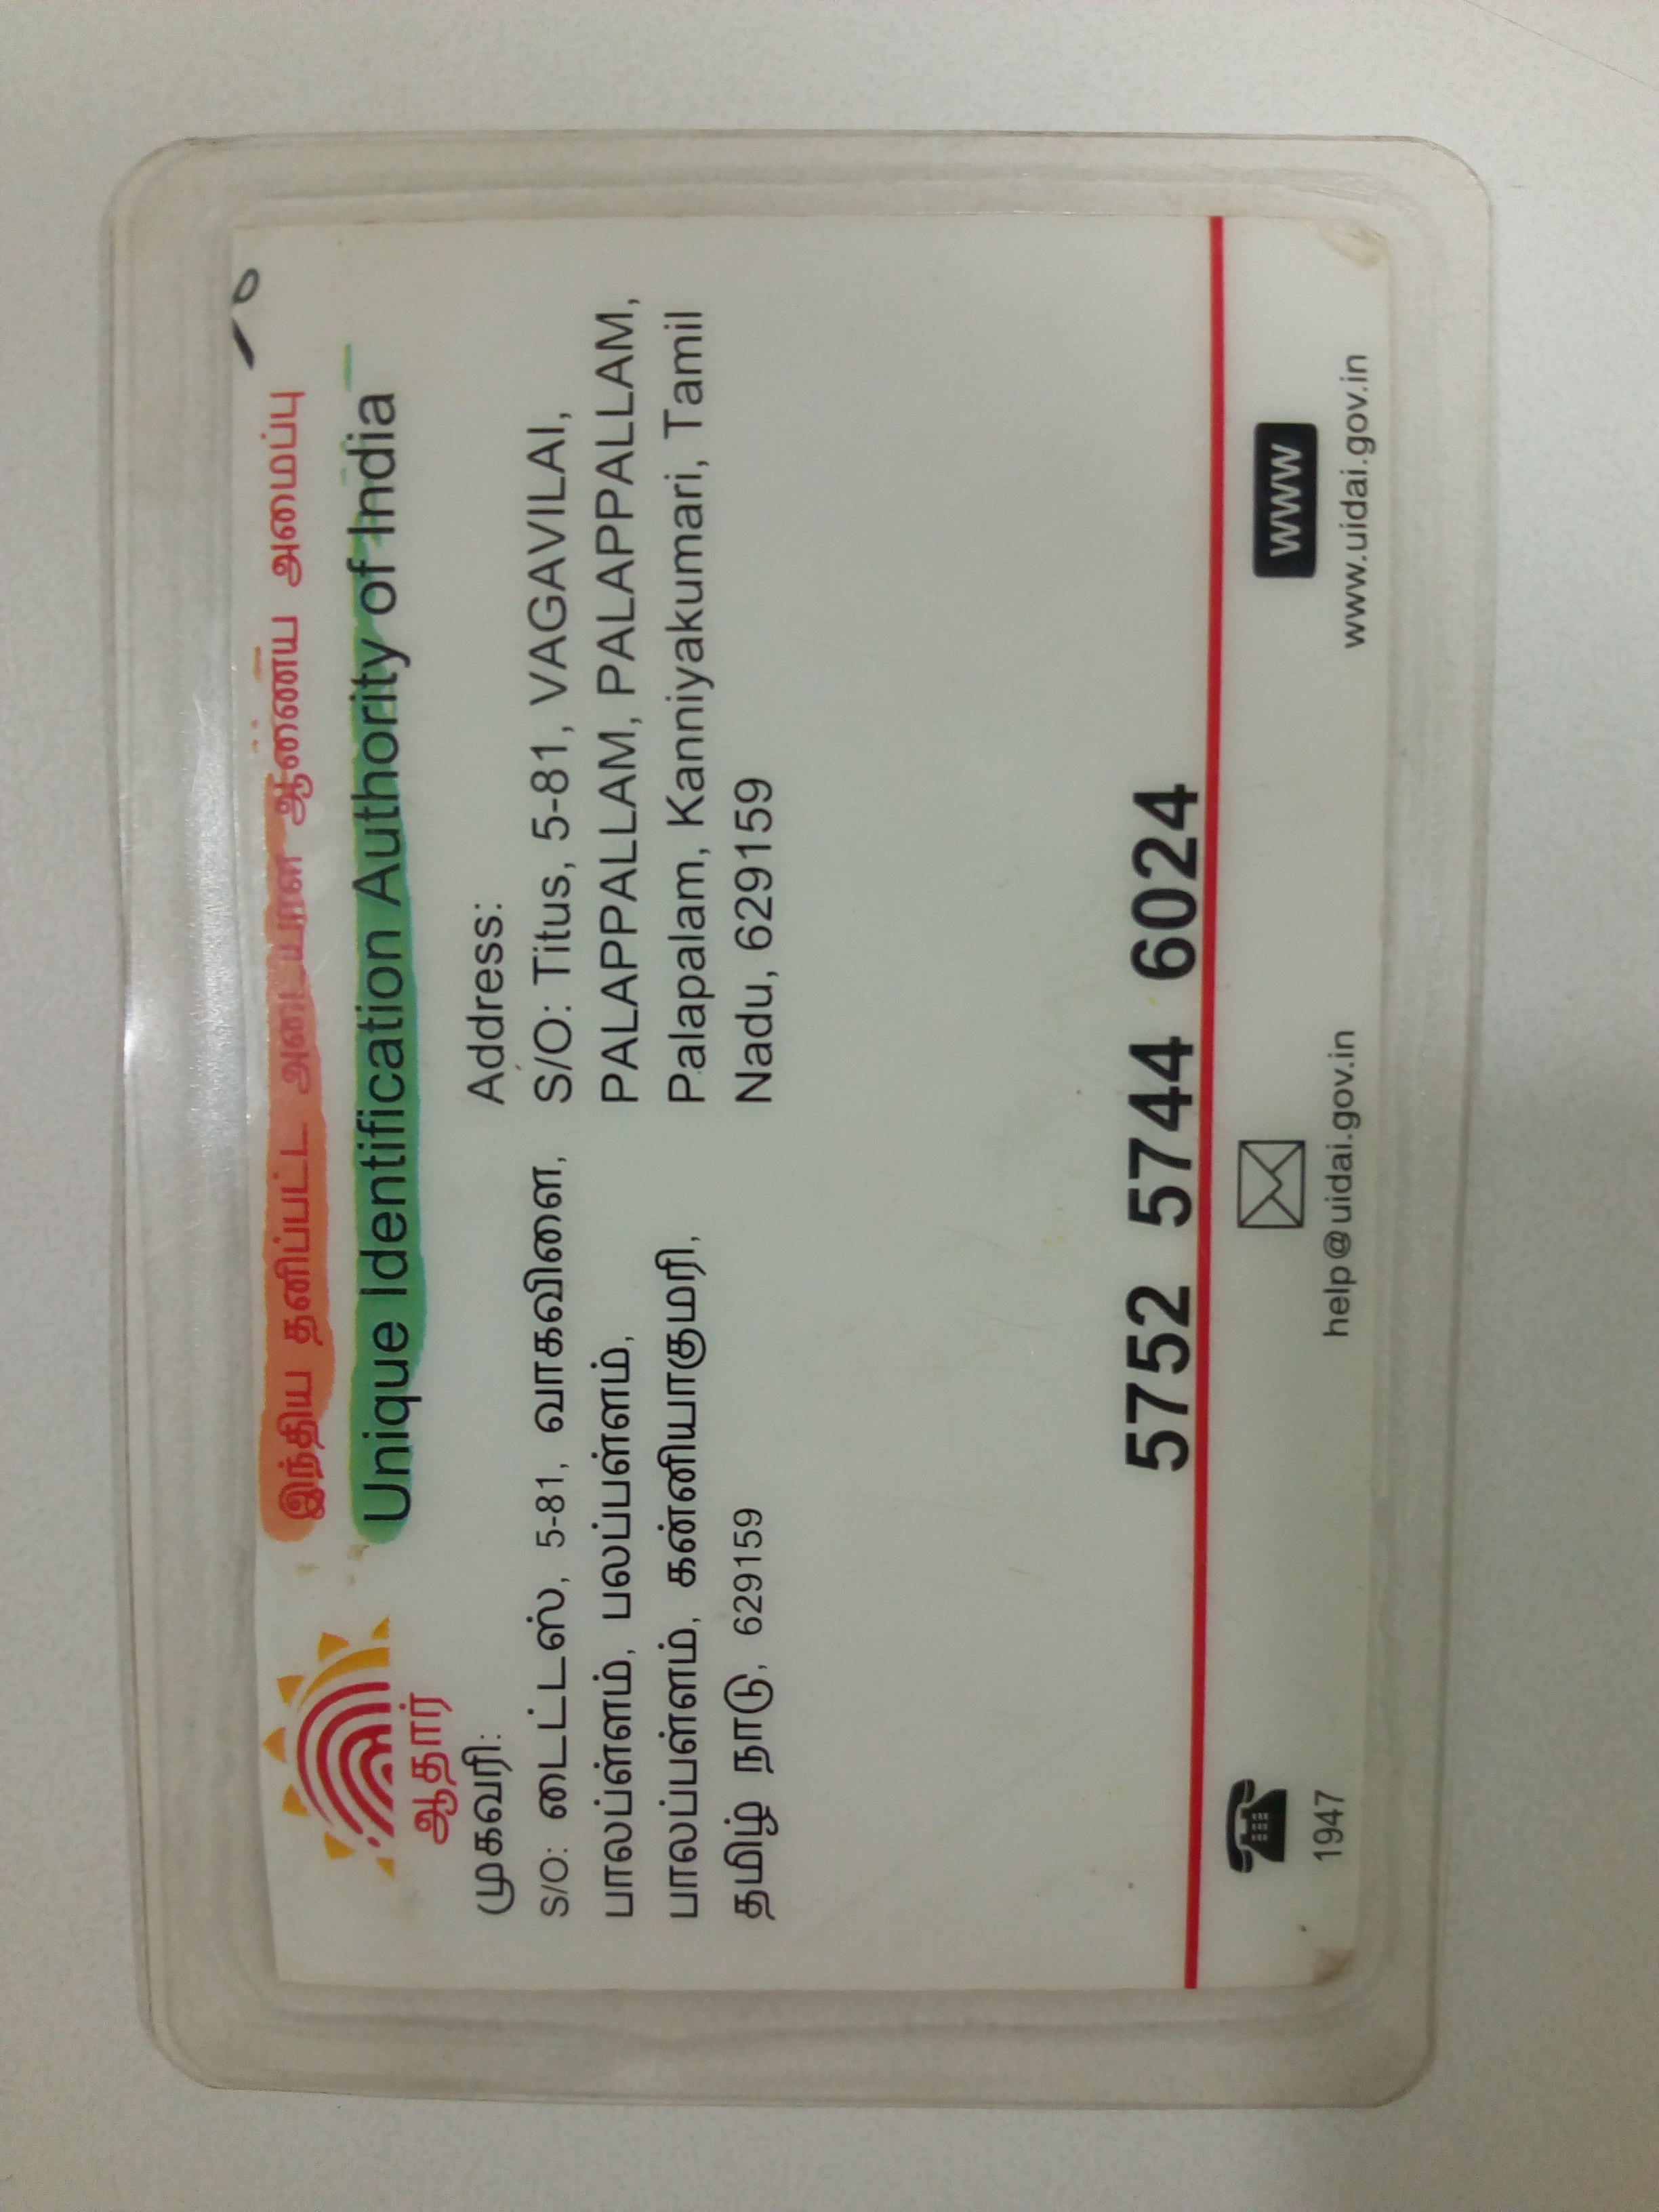 இந்திய தனிப்பட்ட அடையாள ஆணைய அமைப்பு
Unique Identification Authority of India
ஆதார்
முகவரி:
S/O: டைட்டஸ், 5-81, வாகவிளை,
பாலப்ள்ளம், பலப்பள்ளம்,
பாலப்பள்ளம், கன்னியாகுமரி,
தமிழ் நாடு, 629159
Address:
S/O: Titus, 5-81, VAGAVILAI,
PALAPPALLAM, PALAPPALLAM,
Palapalam, Kanniyakumari, Tamil
Nadu, 629159
5752 5744 6024
1947
help@uidai.gov.in
WWW
www.uidai.gov.in